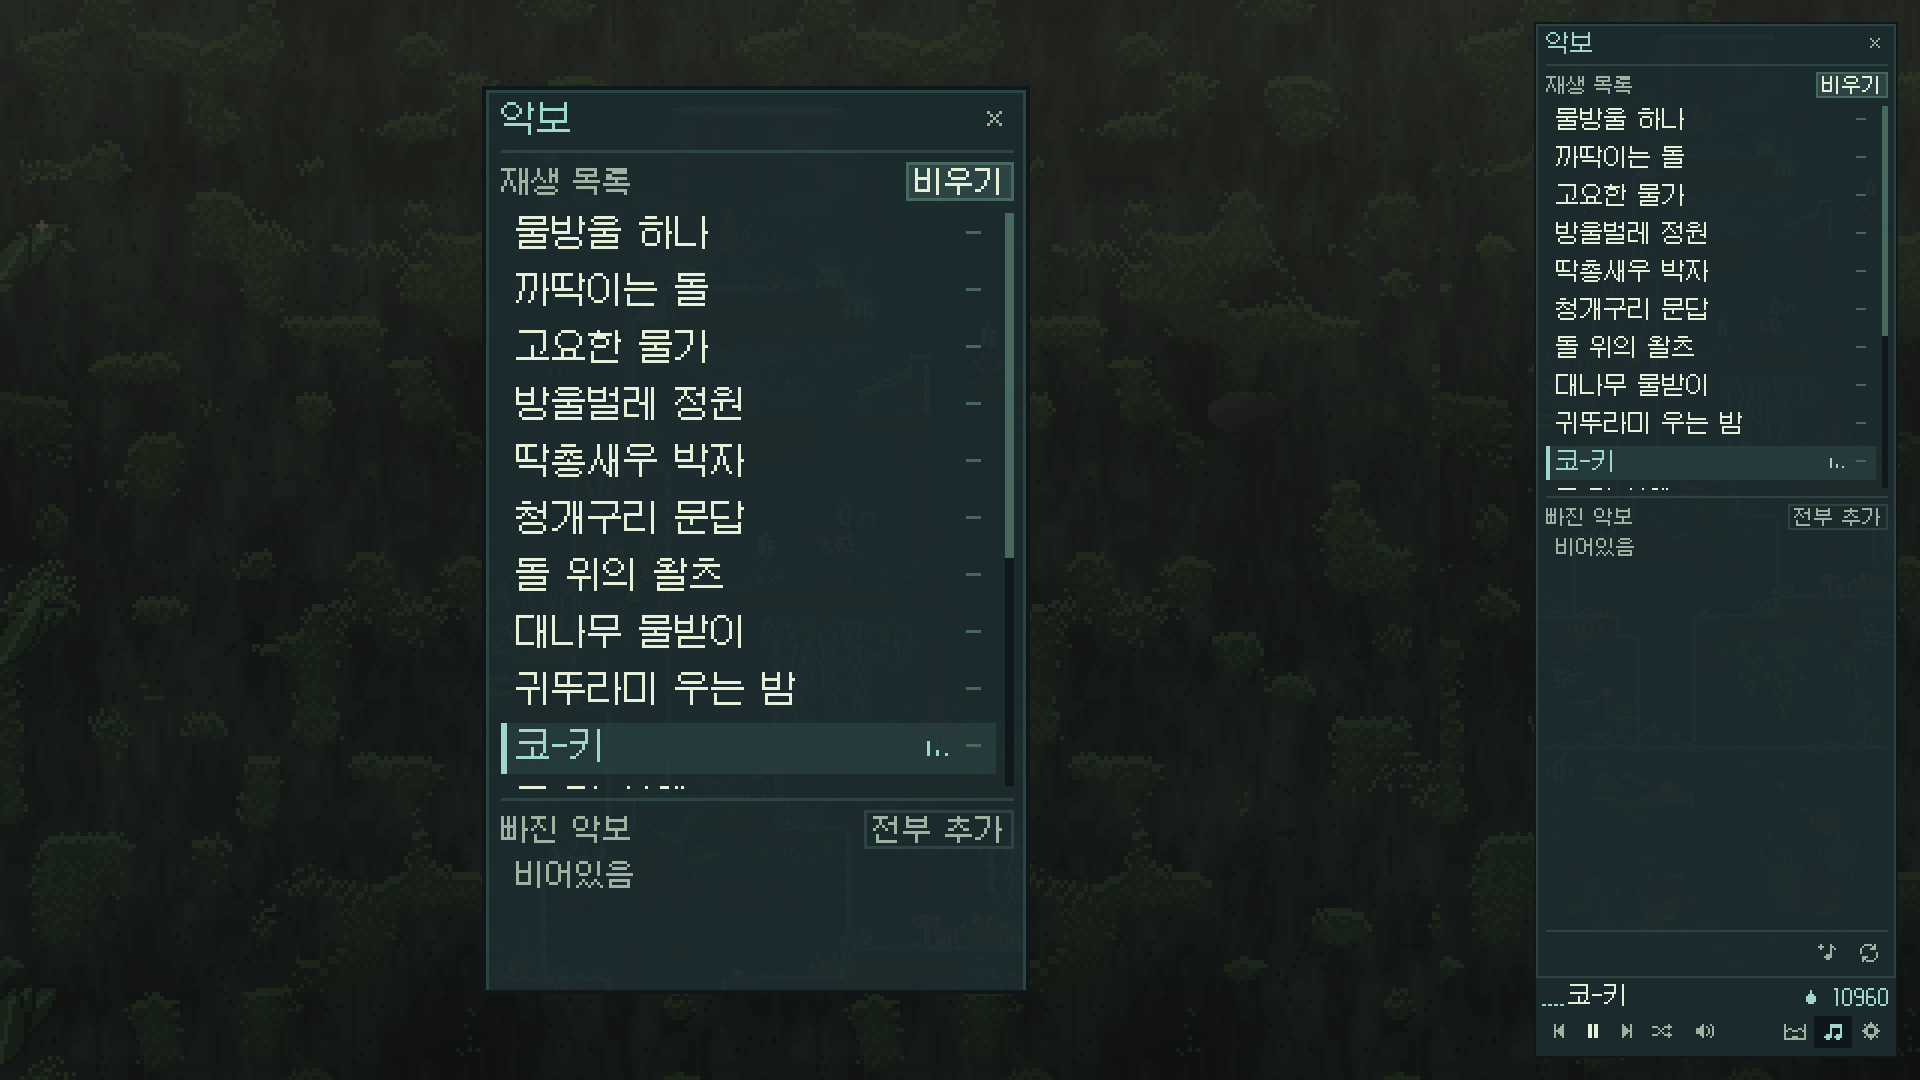 악보
재생 목록 비우기
물방울 하나
까딱이는 돌
고요한 물가
방울벌레 정원
딱총새우 박자
청개구리 문답
돌 위의 왈츠
대나무 물받이
귀뚜라미 우는 밤
코-키
빠진 악보 전부 추가
비어있음
악보
재생 목록 비우기
물방울 하나
까딱이는 돌
고요한 물가
방울벌레 정원
딱총새우 박자
청개구리 문답
돌 위의 왈츠
대나무 물받이
귀뚜라미 우는 밤
코-키
빠진 악보 전부 추가
비어있음
....코-키 10960